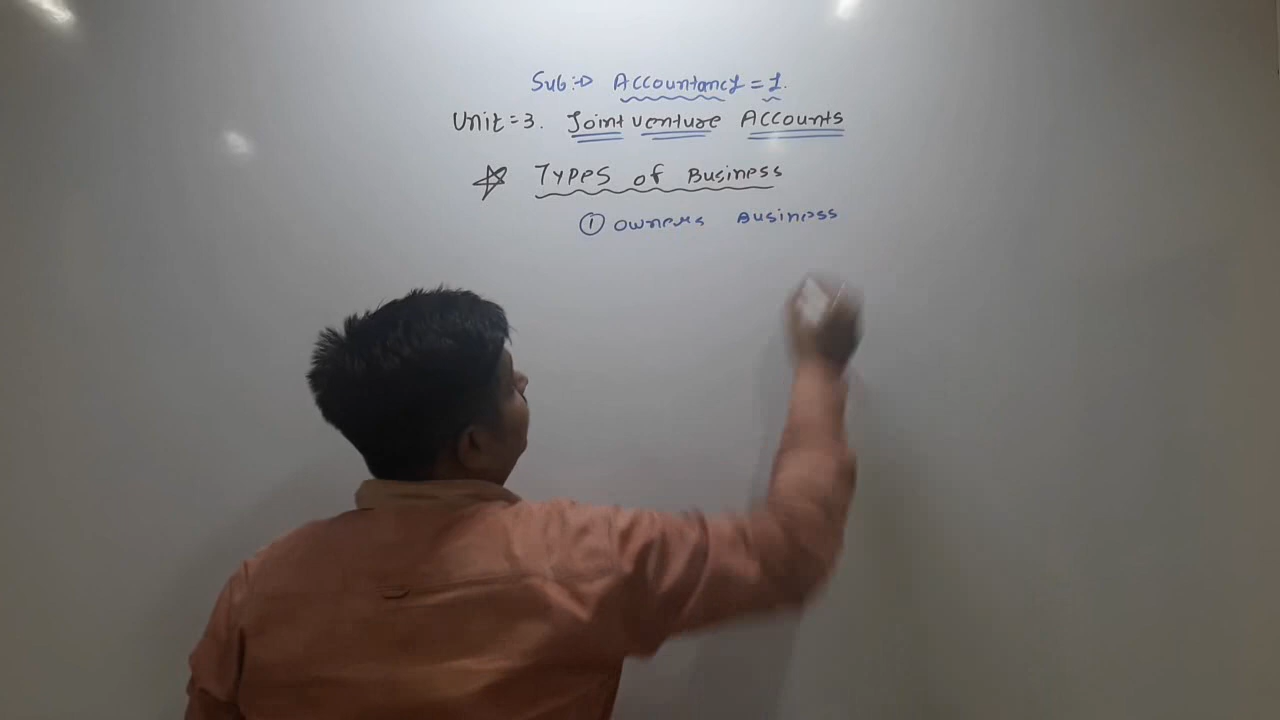 Sub:→ Accountancy = 1.
Unit = 3. Joint venture Accounts
☆ Types of Business
① owners Business